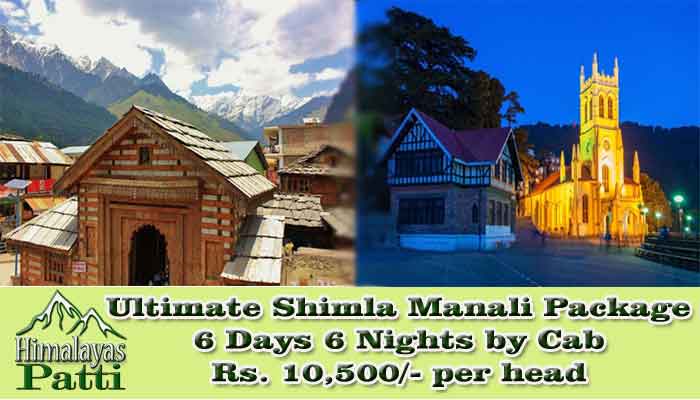 Ultimate Shimla Manali Package
6 Days 6 Nights by Cab
Rs. 10,500/- per head
Himalayas
Patti